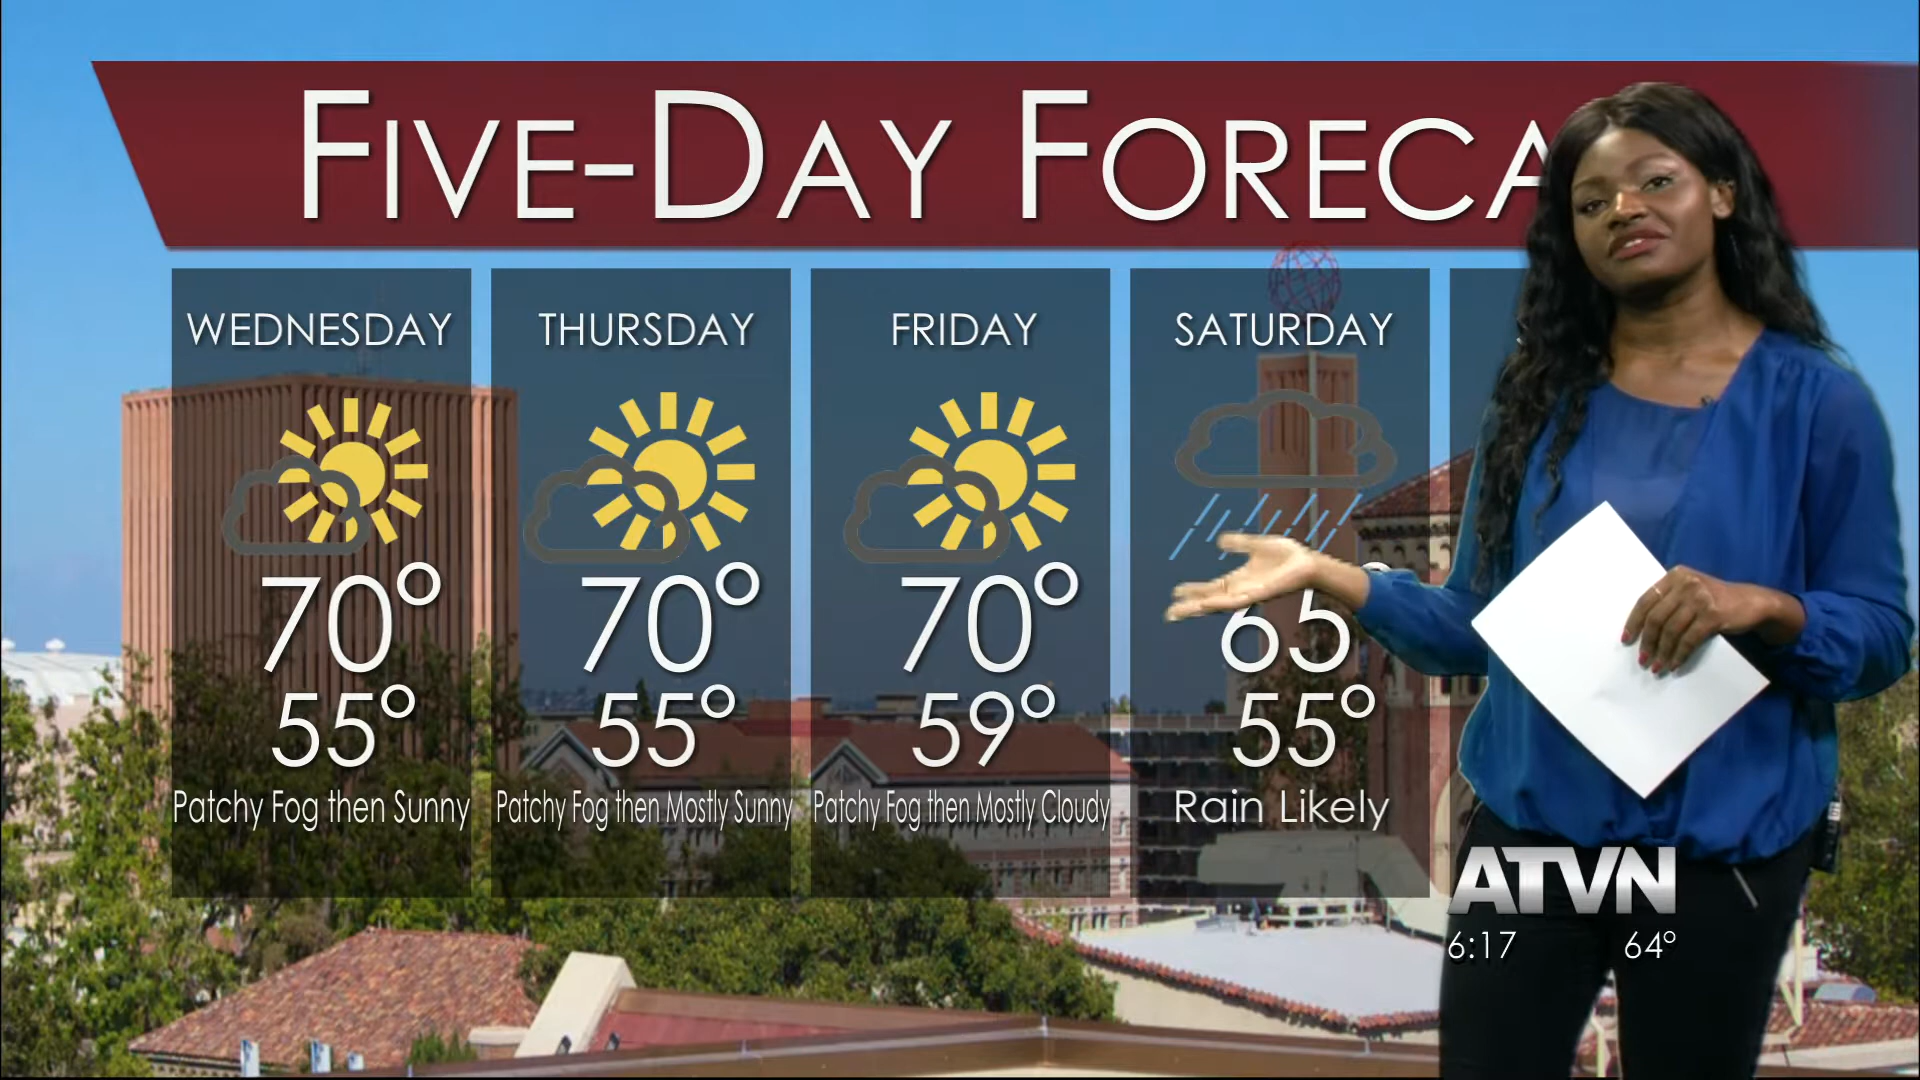 FIVE-DAY FORECA
WEDNESDAY
70°
55°
Patchy Fog then Sunny
THURSDAY
70°
55°
Patchy Fog then Mostly Sunny
FRIDAY
70°
59°
Patchy Fog then Mostly Cloudy
SATURDAY
65°
55°
Rain Likely
ATVN
6:17 64°